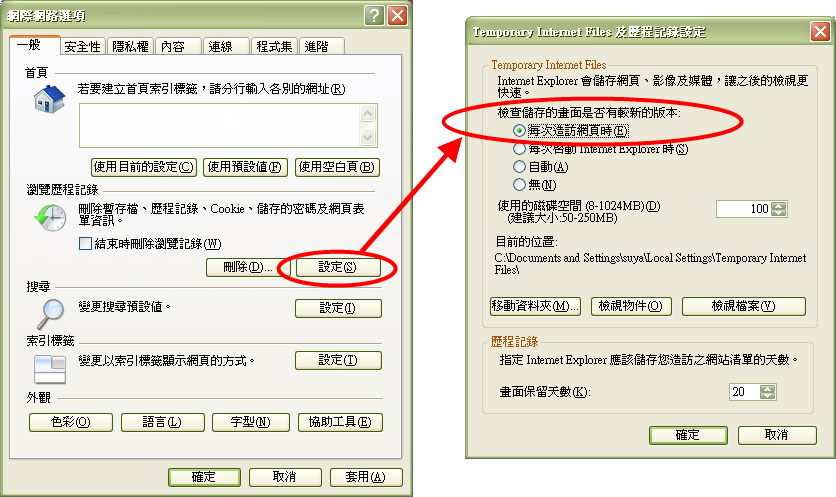 網際網路選項
一般 安全性 隱私權 內容 連線 程式集 進階
首頁
若要建立首頁索引標籤，請分行輸入各別的網址(R)
使用目前的設定(C) 使用預設值(F) 使用空白頁(B)
瀏覽歷程記錄
刪除暫存檔、歷程記錄、Cookie、儲存的密碼及網頁表
單資訊。
結束時刪除瀏覽記錄(W)
刪除(D)... 設定(S)
搜尋
變更搜尋預設值。
設定(I)
索引標籤
變更以索引標籤顯示網頁的方式。
設定(T)
外觀
色彩(O) 語言(L) 字型(N) 協助工具(E)
確定 取消 套用(A)
Temporary Internet Files 及歷程記錄設定
Temporary Internet Files
Internet Explorer 會儲存網頁、影像及媒體，讓之後的檢視更
快速。
檢查儲存的畫面是否有較新的版本:
每次造訪網頁時(E)
每次啟動 Internet Explorer 時(S)
自動(A)
無(N)
使用的磁碟空間 (8-1024MB)(D)
(建議大小:50-250MB)
100
目前的位置:
C:\Documents and Settings\suya\Local Settings\Temporary Internet
Files\
移動資料夾(M)... 檢視物件(O) 檢視檔案(V)
歷程記錄
指定 Internet Explorer 應該儲存您造訪之網站清單的天數。
畫面保留天數(K):
20
確定 取消